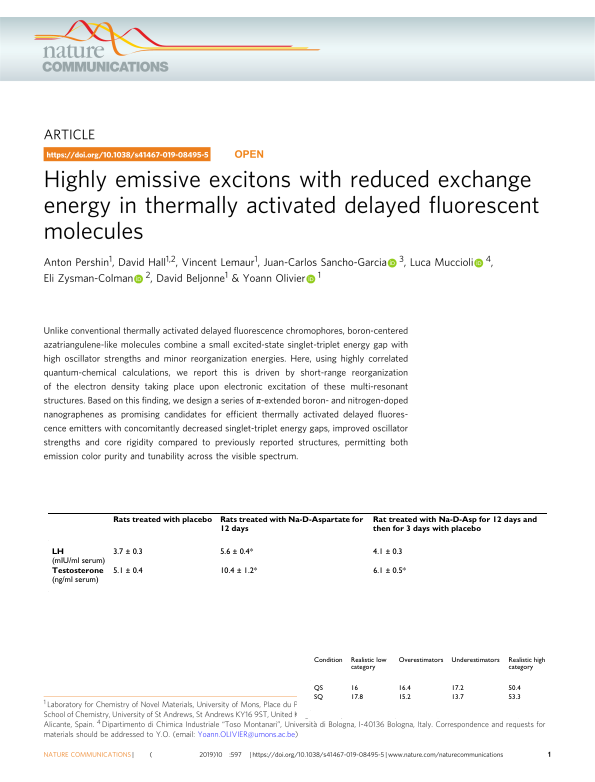 nature
COMMUNICATIONS
ARTICLE
https://doi.org/10.1038/s41467-019-08495-5 OPEN
Highly emissive excitons with reduced exchange
energy in thermally activated delayed fluorescent
molecules
Anton Pershin1, David Hall1,2, Vincent Lemaur1, Juan-Carlos Sancho-Garcia 3, Luca Muccioli 4,
Eli Zysman-Colman 2, David Beljonne1 & Yoann Olivier 1
Unlike conventional thermally activated delayed fluorescence chromophores, boron-centered
azatriangulene-like molecules combine a small excited-state singlet-triplet energy gap with
high oscillator strengths and minor reorganization energies. Here, using highly correlated
quantum-chemical calculations, we report this is driven by short-range reorganization
of the electron density taking place upon electronic excitation of these multi-resonant
structures. Based on this finding, we design a series of π-extended boron- and nitrogen-doped
nanographenes as promising candidates for efficient thermally activated delayed fluores-
cence emitters with concomitantly decreased singlet-triplet energy gaps, improved oscillator
strengths and core rigidity compared to previously reported structures, permitting both
emission color purity and tunability across the visible spectrum.
Rats treated with placebo Rats treated with Na-D-Aspartate for Rat treated with Na-D-Asp for 12 days and
12 days then for 3 days with placebo
LH 3.7 ± 0.3 5.6 ± 0.4* 4.1 ± 0.3
(mIU/ml serum)
Testosterone 5.1 ± 0.4 10.4 ± 1.2* 6.1 ± 0.5*
(ng/ml serum)
Condition Realistic low Overestimators Underestimators Realistic high
category category
QS 16 16.4 17.2 50.4
SQ 17.8 15.2 13.7 53.3
1 Laboratory for Chemistry of Novel Materials, University of Mons, Place du
School of Chemistry, University of St Andrews, St Andrews KY16 9ST, United
Alicante, Spain. 4 Dipartimento di Chimica Industriale “Toso Montanari”, Università di Bologna, I-40136 Bologna, Italy. Correspondence and requests for
materials should be addressed to Y.O. (email: Yoann.OLIVIER@umons.ac.be)
NATURE COMMUNICATIONS | ( 2019)10 :597 | https://doi.org/10.1038/s41467-019-08495-5 | www.nature.com/naturecommunications 1